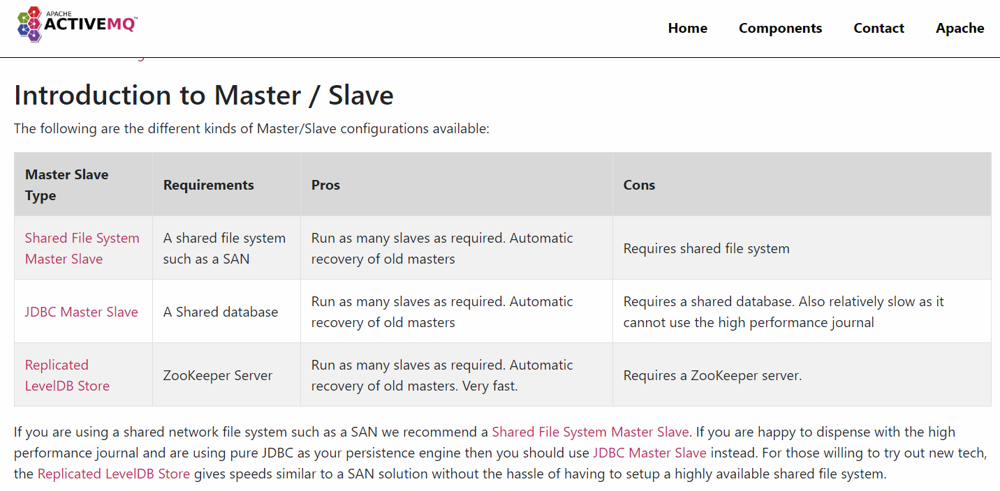 APACHE
ACTIVEMQ™
Home Components Contact Apache
Introduction to Master / Slave
The following are the different kinds of Master/Slave configurations available:
Master Slave
Type
Requirements
Pros
Cons
Shared File System
Master Slave
A shared file system
such as a SAN
Run as many slaves as required. Automatic
recovery of old masters
Requires shared file system
JDBC Master Slave
A Shared database
Run as many slaves as required. Automatic
recovery of old masters
Requires a shared database. Also relatively slow as it
cannot use the high performance journal
Replicated
LevelDB Store
ZooKeeper Server
Run as many slaves as required. Automatic
recovery of old masters. Very fast.
Requires a ZooKeeper server.
If you are using a shared network file system such as a SAN we recommend a Shared File System Master Slave. If you are happy to dispense with the high
performance journal and are using pure JDBC as your persistence engine then you should use JDBC Master Slave instead. For those willing to try out new tech,
the Replicated LevelDB Store gives speeds similar to a SAN solution without the hassle of having to setup a highly available shared file system.